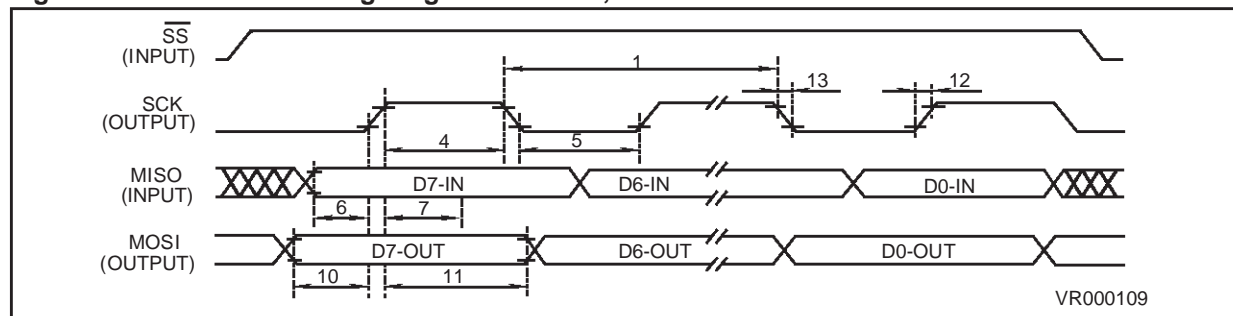 SS
(INPUT)
1
13
12
SCK
(OUTPUT)
4
5
MISO
(INPUT)
D7-IN
D6-IN
D0-IN
6
7
MOSI
(OUTPUT)
D7-OUT
D6-OUT
D0-OUT
10
11
VR000109